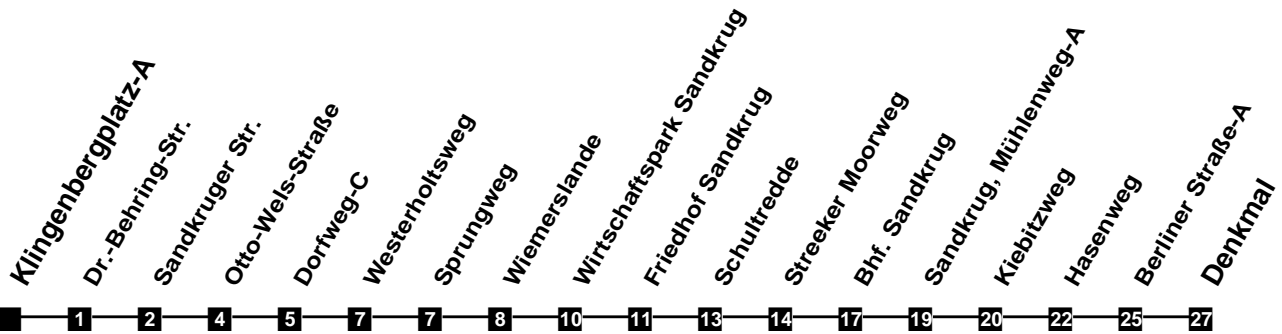 Klingenbergplatz-A
Dr.-Behring-Str.
Sandkruger Str.
Otto-Wels-Straße
Dorfweg-C
Westerholtsweg
Sprungweg
Wiemerslande
Wirtschaftspark Sandkrug
Friedhof Sandkrug
Schultredde
Streeker Moorweg
Bhf. Sandkrug
Sandkrug, Mühlenweg-A
Kiebitzweg
Hasenweg
Berliner Straße-A
Denkmal
1 2 4 5 7 7 8 10 11 13 14 17 19 20 22 25 27